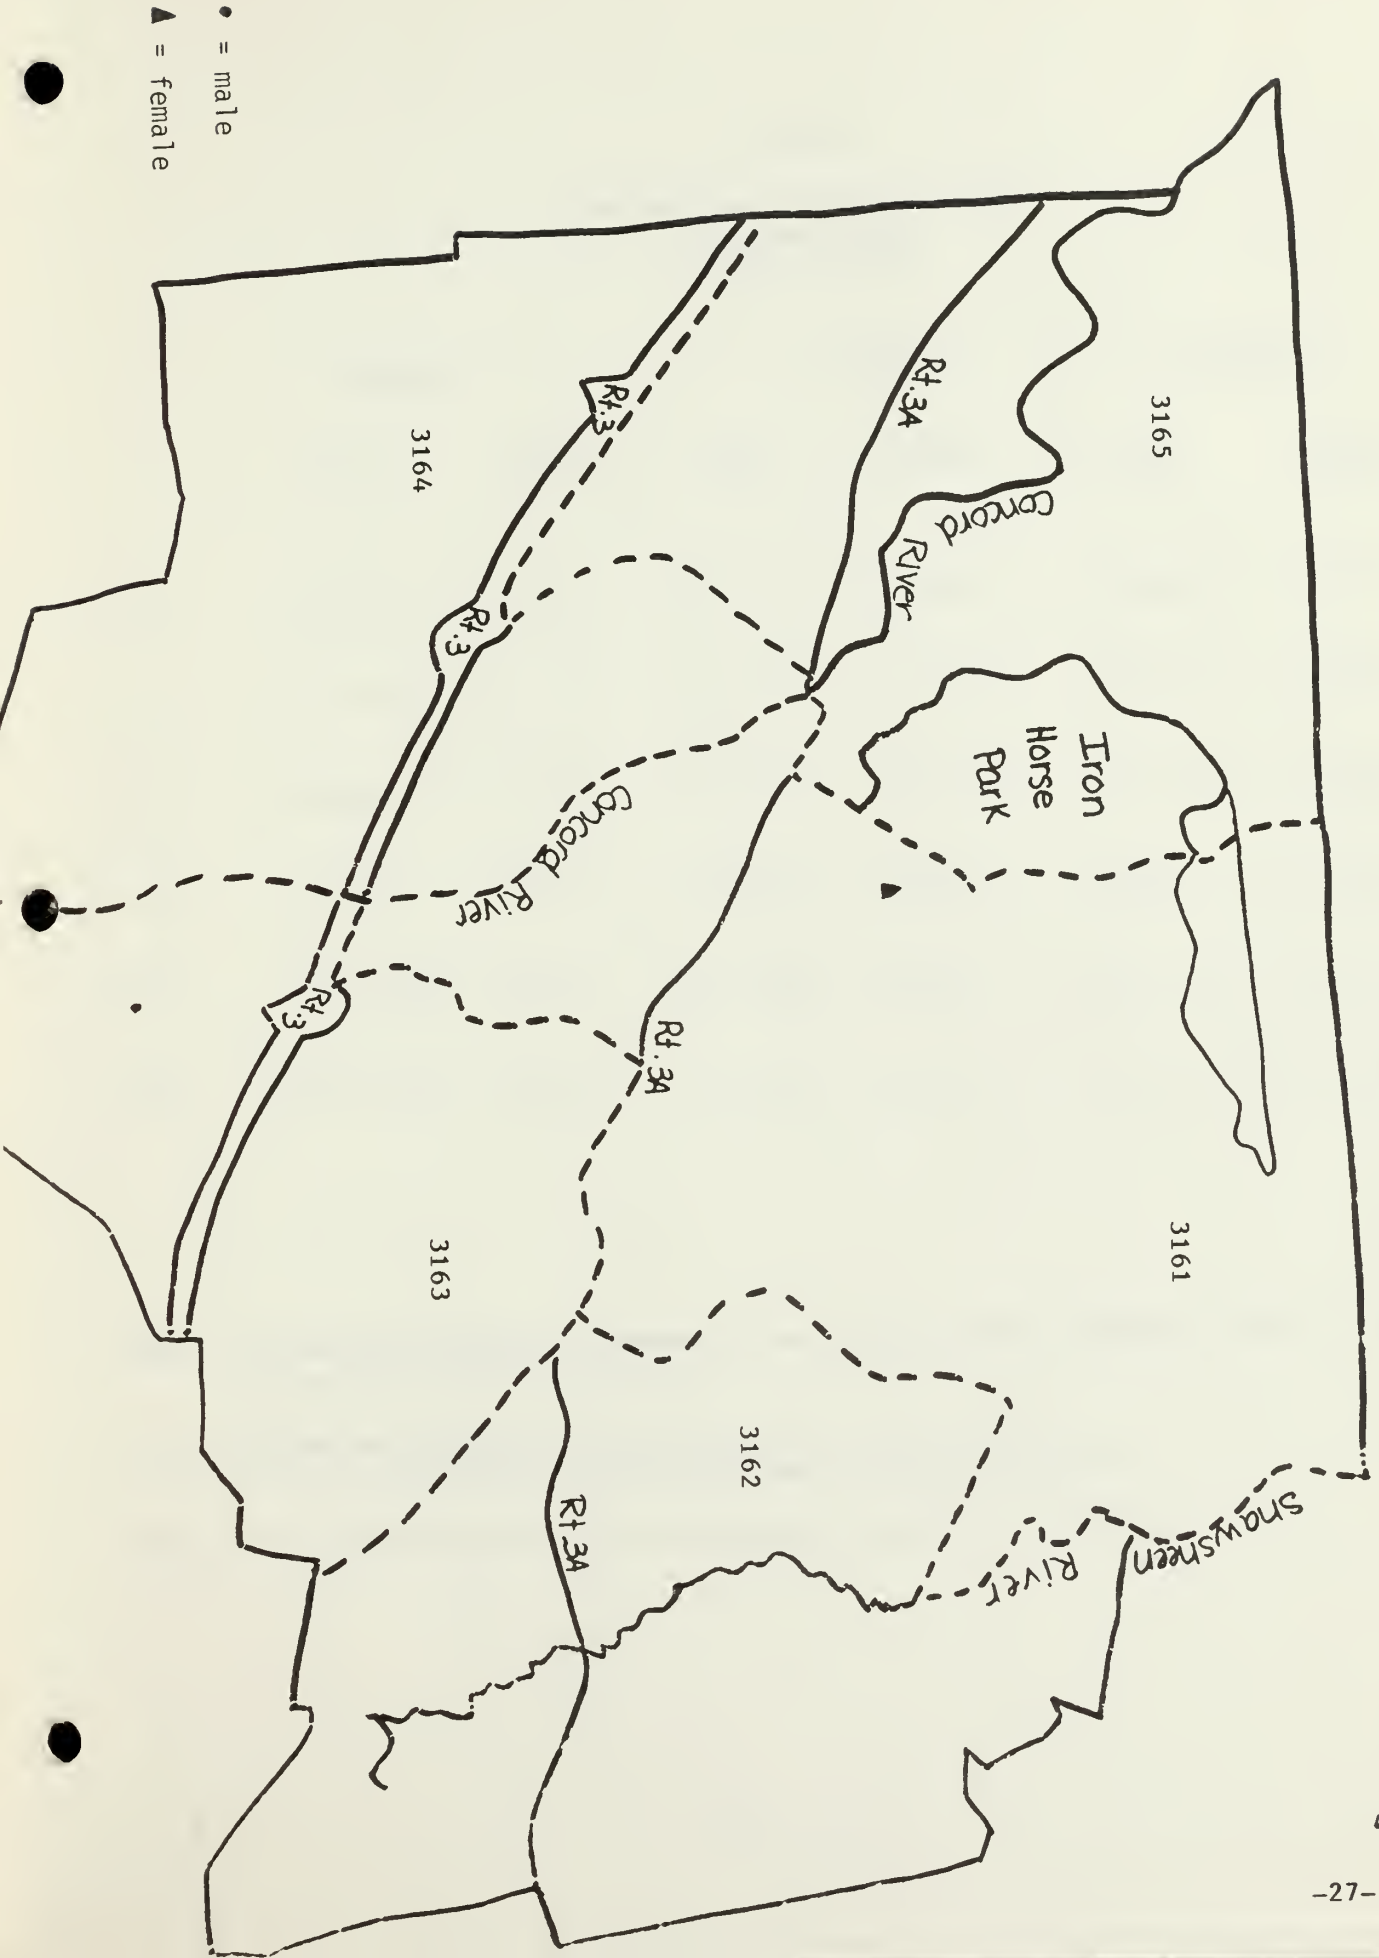 -27-
3165
3161
Iron
Horse
Park
Concord
River
Shawsheen
River
Rt.3A
Rt.3A
3162
Rt.3A
Concord
River
Rt.3
Rt.3
Rt.3
3164
3163
• = male
▲ = female